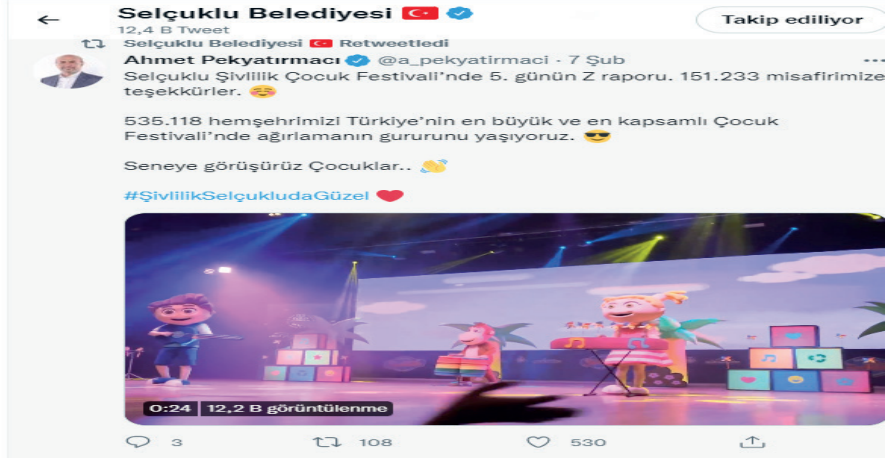 Selçuklu Belediyesi
12,4 B Tweet
Takip ediliyor
Selçuklu Belediyesi Retweetledi
Ahmet Pekyatırmacı @a_pekyatirmaci · 7 Şub
Selçuklu Şivlilik Çocuk Festivali'nde 5. günün Z raporu. 151.233 misafirimize
teşekkürler.
535.118 hemşehrimizi Türkiye'nin en büyük ve en kapsamlı Çocuk
Festivali'nde ağırlamanın gururunu yaşıyoruz.
Seneye görüşürüz Çocuklar..
#ŞivlilikSelçukludaGüzel
0:24 12,2 B görüntülenme
3 108 530